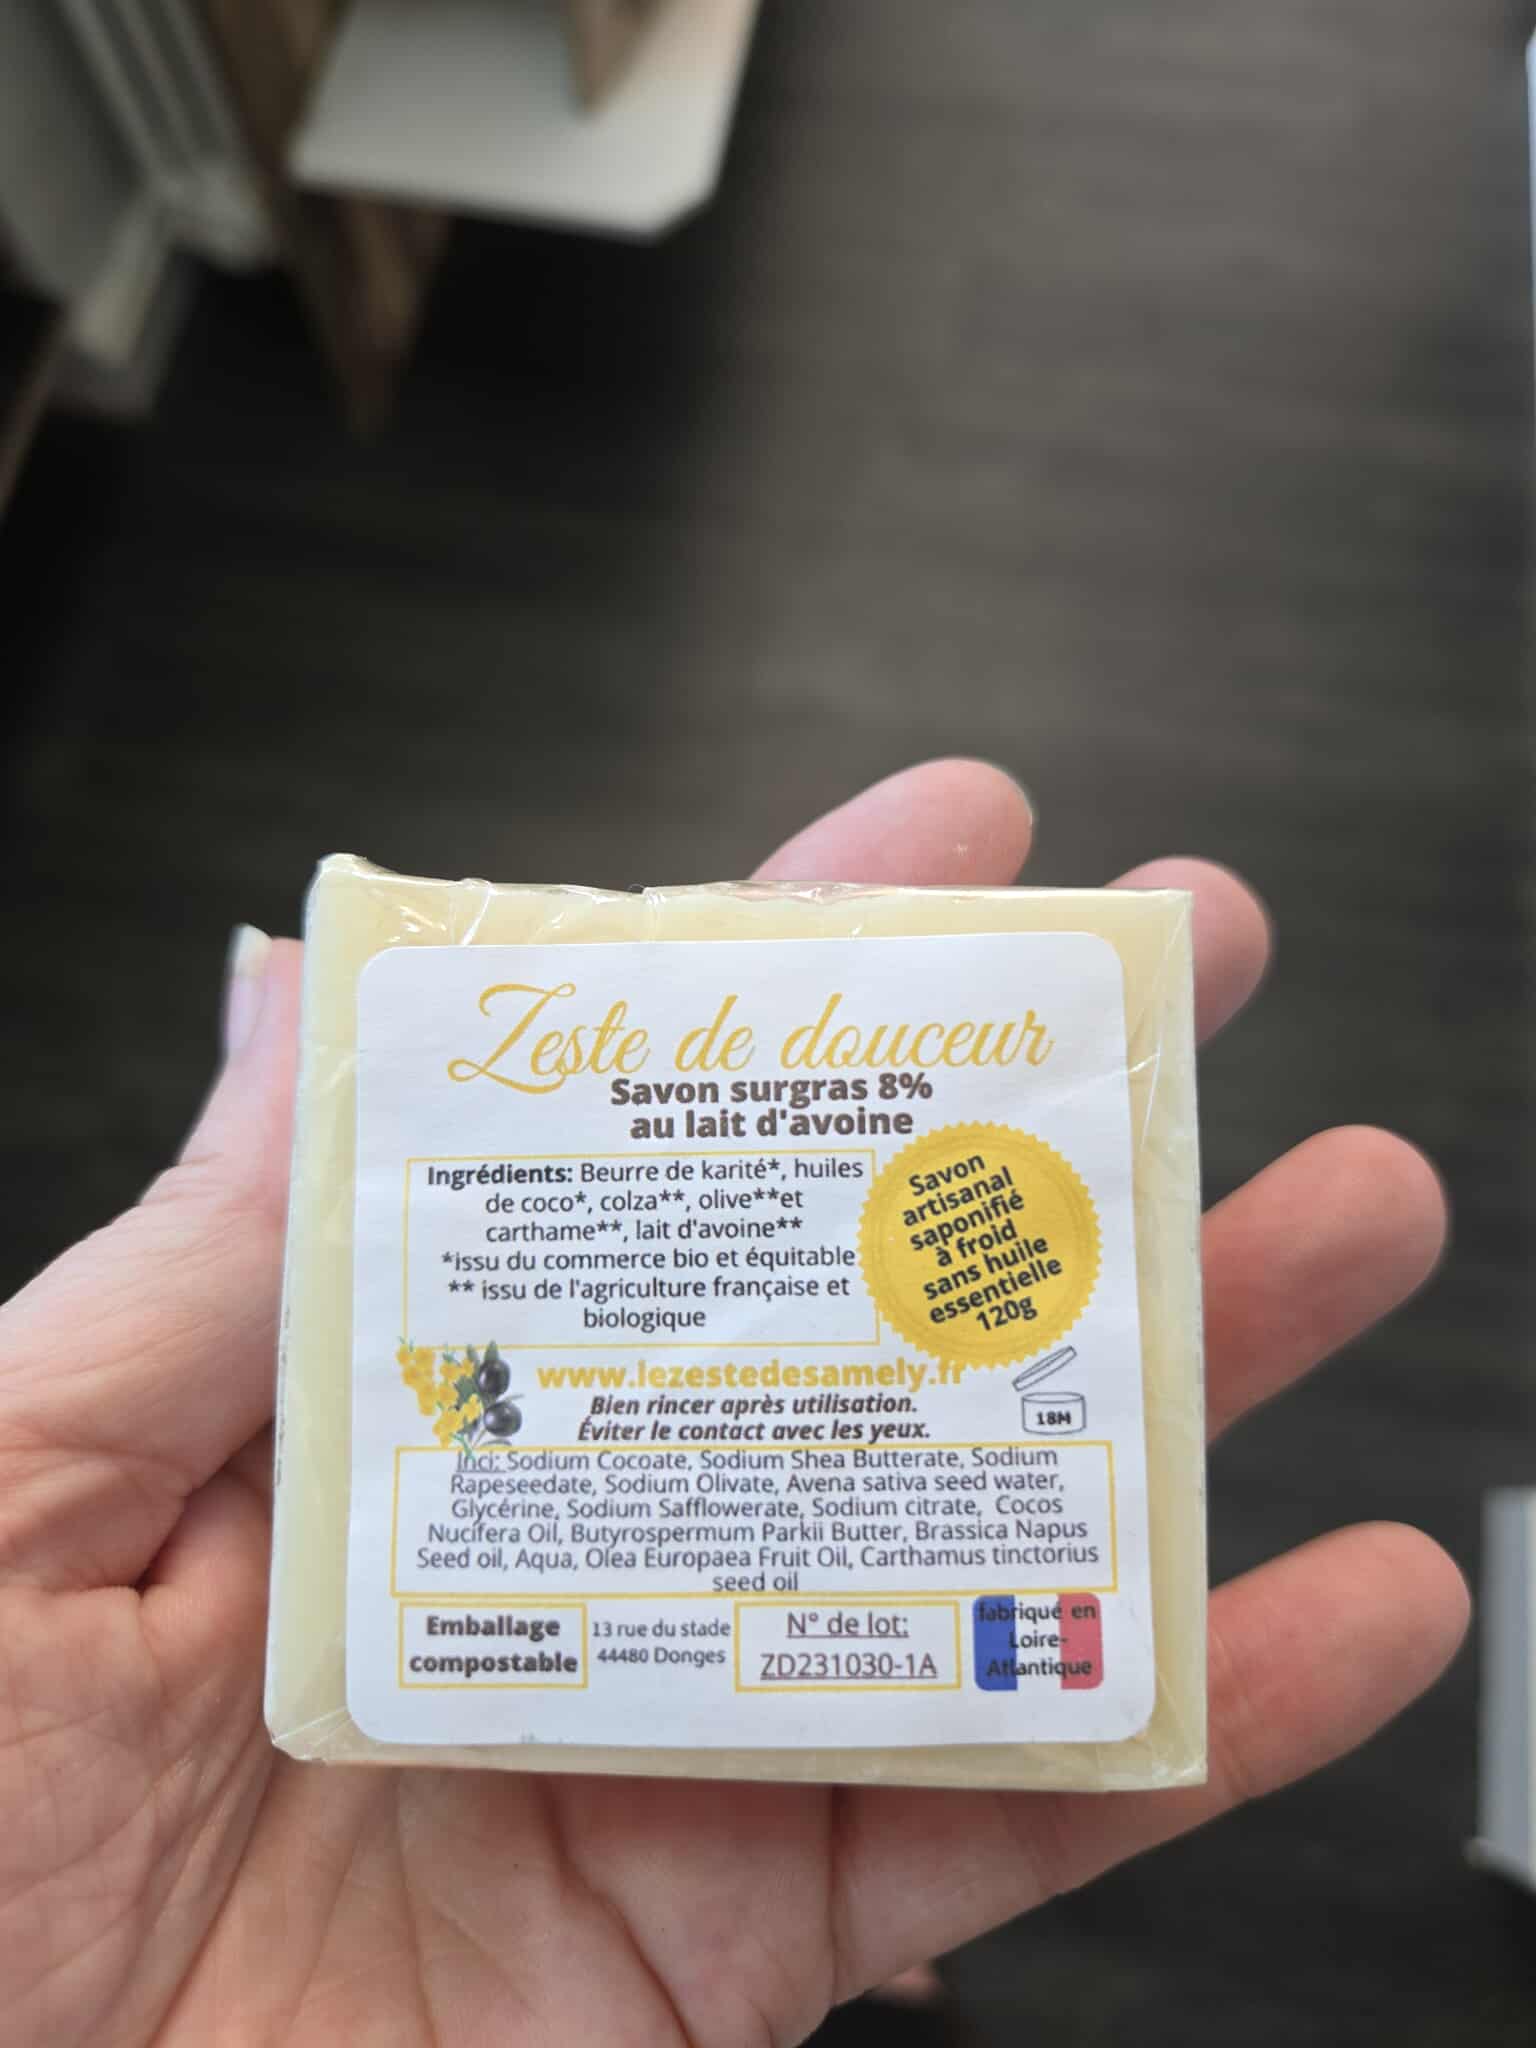 Zeste de douceur
Savon surgras 8%
au lait d'avoine
Ingrédients: Beurre de karité*, huiles
de coco*, colza**, olive**et
carthame**, lait d'avoine**
*issu du commerce bio et équitable
** issu de l'agriculture française et
biologique
Savon
artisanal
saponifié
à froid
sans huile
essentielle
120g
www.lezestedesamely.fr
Bien rincer après utilisation.
Éviter le contact avec les yeux.
18M
Inci: Sodium Cocoate, Sodium Shea Butterate, Sodium
Rapeseedate, Sodium Olivate, Avena sativa seed water,
Glycérine, Sodium Safflowerate, Sodium citrate, Cocos
Nucifera Oil, Butyrospermum Parkii Butter, Brassica Napus
Seed oil, Aqua, Olea Europaea Fruit Oil, Carthamus tinctorius
seed oil
Emballage
compostable
13 rue du stade
44480 Donges
N° de lot:
ZD231030-1A
fabriqué en
Loire-
Atlantique